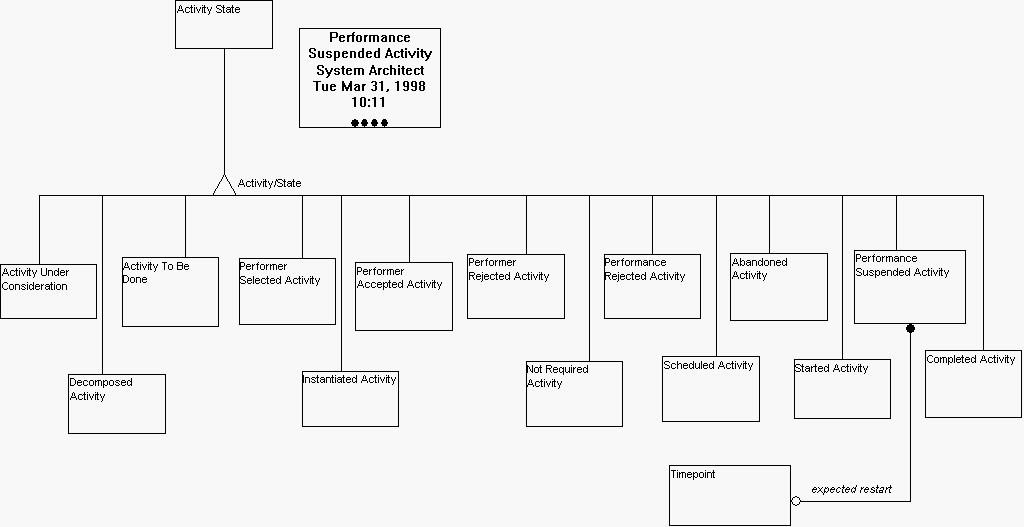 Activity State
Performance
Suspended Activity
System Architect
Tue Mar 31, 1998
10:11
Activity/State
Activity Under
Consideration
Activity To Be
Done
Performer
Selected Activity
Performer
Accepted Activity
Performer
Rejected Activity
Performance
Rejected Activity
Abandoned
Activity
Performance
Suspended Activity
Decomposed
Activity
Instantiated Activity
Not Required
Activity
Scheduled Activity
Started Activity
Completed Activity
Timepoint
expected restart